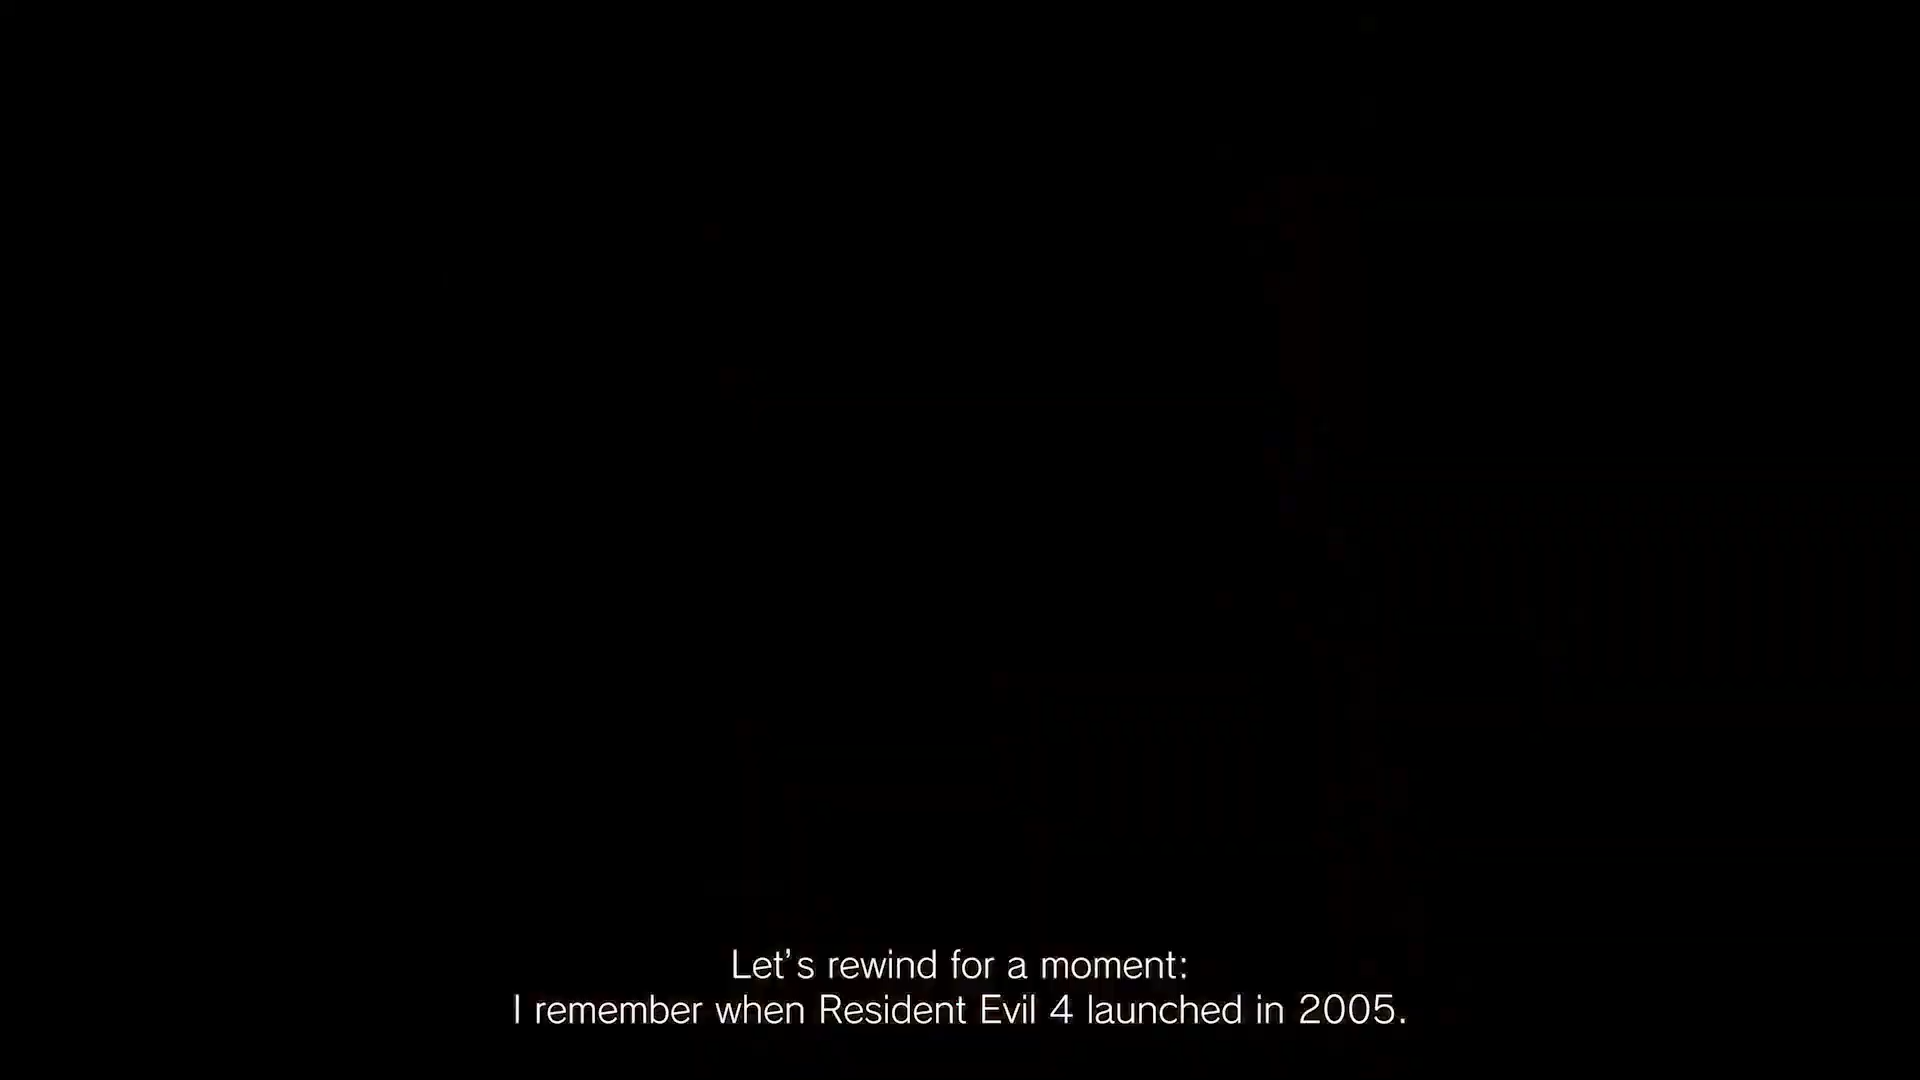 Let’s rewind for a moment:
I remember when Resident Evil 4 launched in 2005.